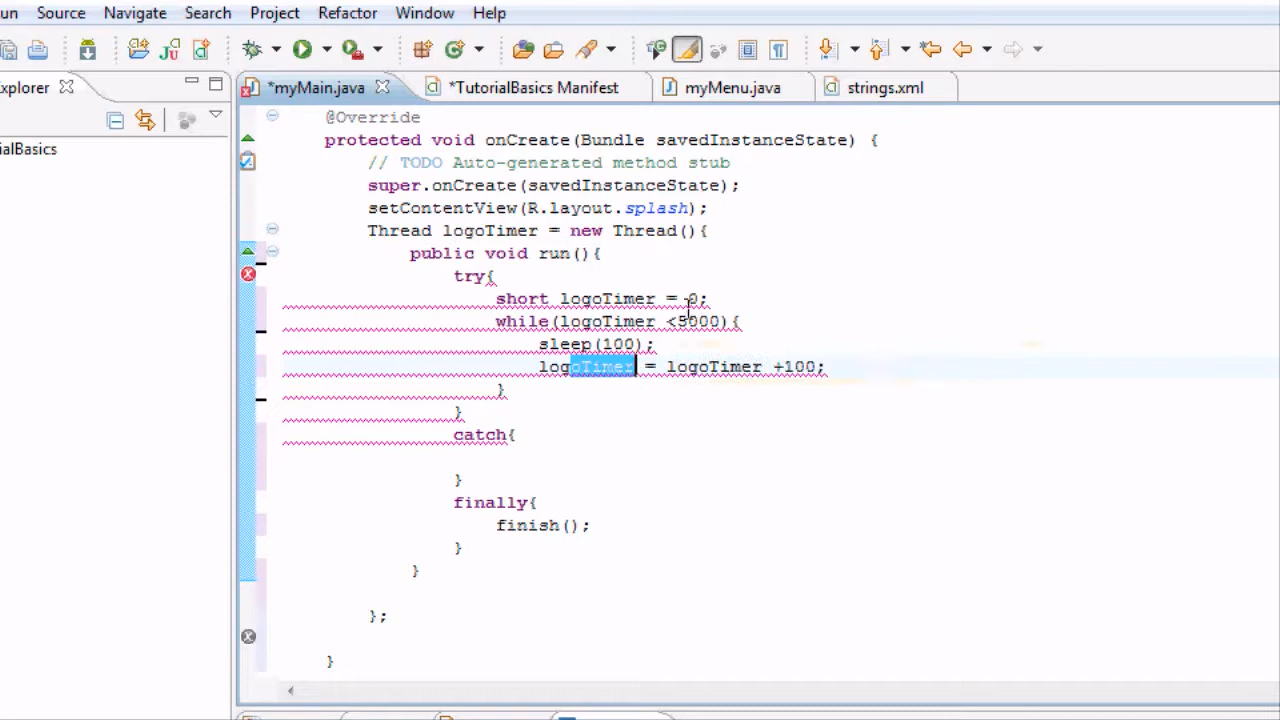 un Source Navigate Search Project Refactor Window Help
xplorer *myMain.java *TutorialBasics Manifest myMenu.java strings.xml
ialBasics
@Override
protected void onCreate(Bundle savedInstanceState) {
// TODO Auto-generated method stub
super.onCreate(savedInstanceState);
setContentView(R.layout.splash);
Thread logoTimer = new Thread(){
public void run(){
try{
short logoTimer = 0;
while(logoTimer <5000){
sleep(100);
logoTimer = logoTimer +100;
}
}
catch{
}
finally{
finish();
}
}
};
}